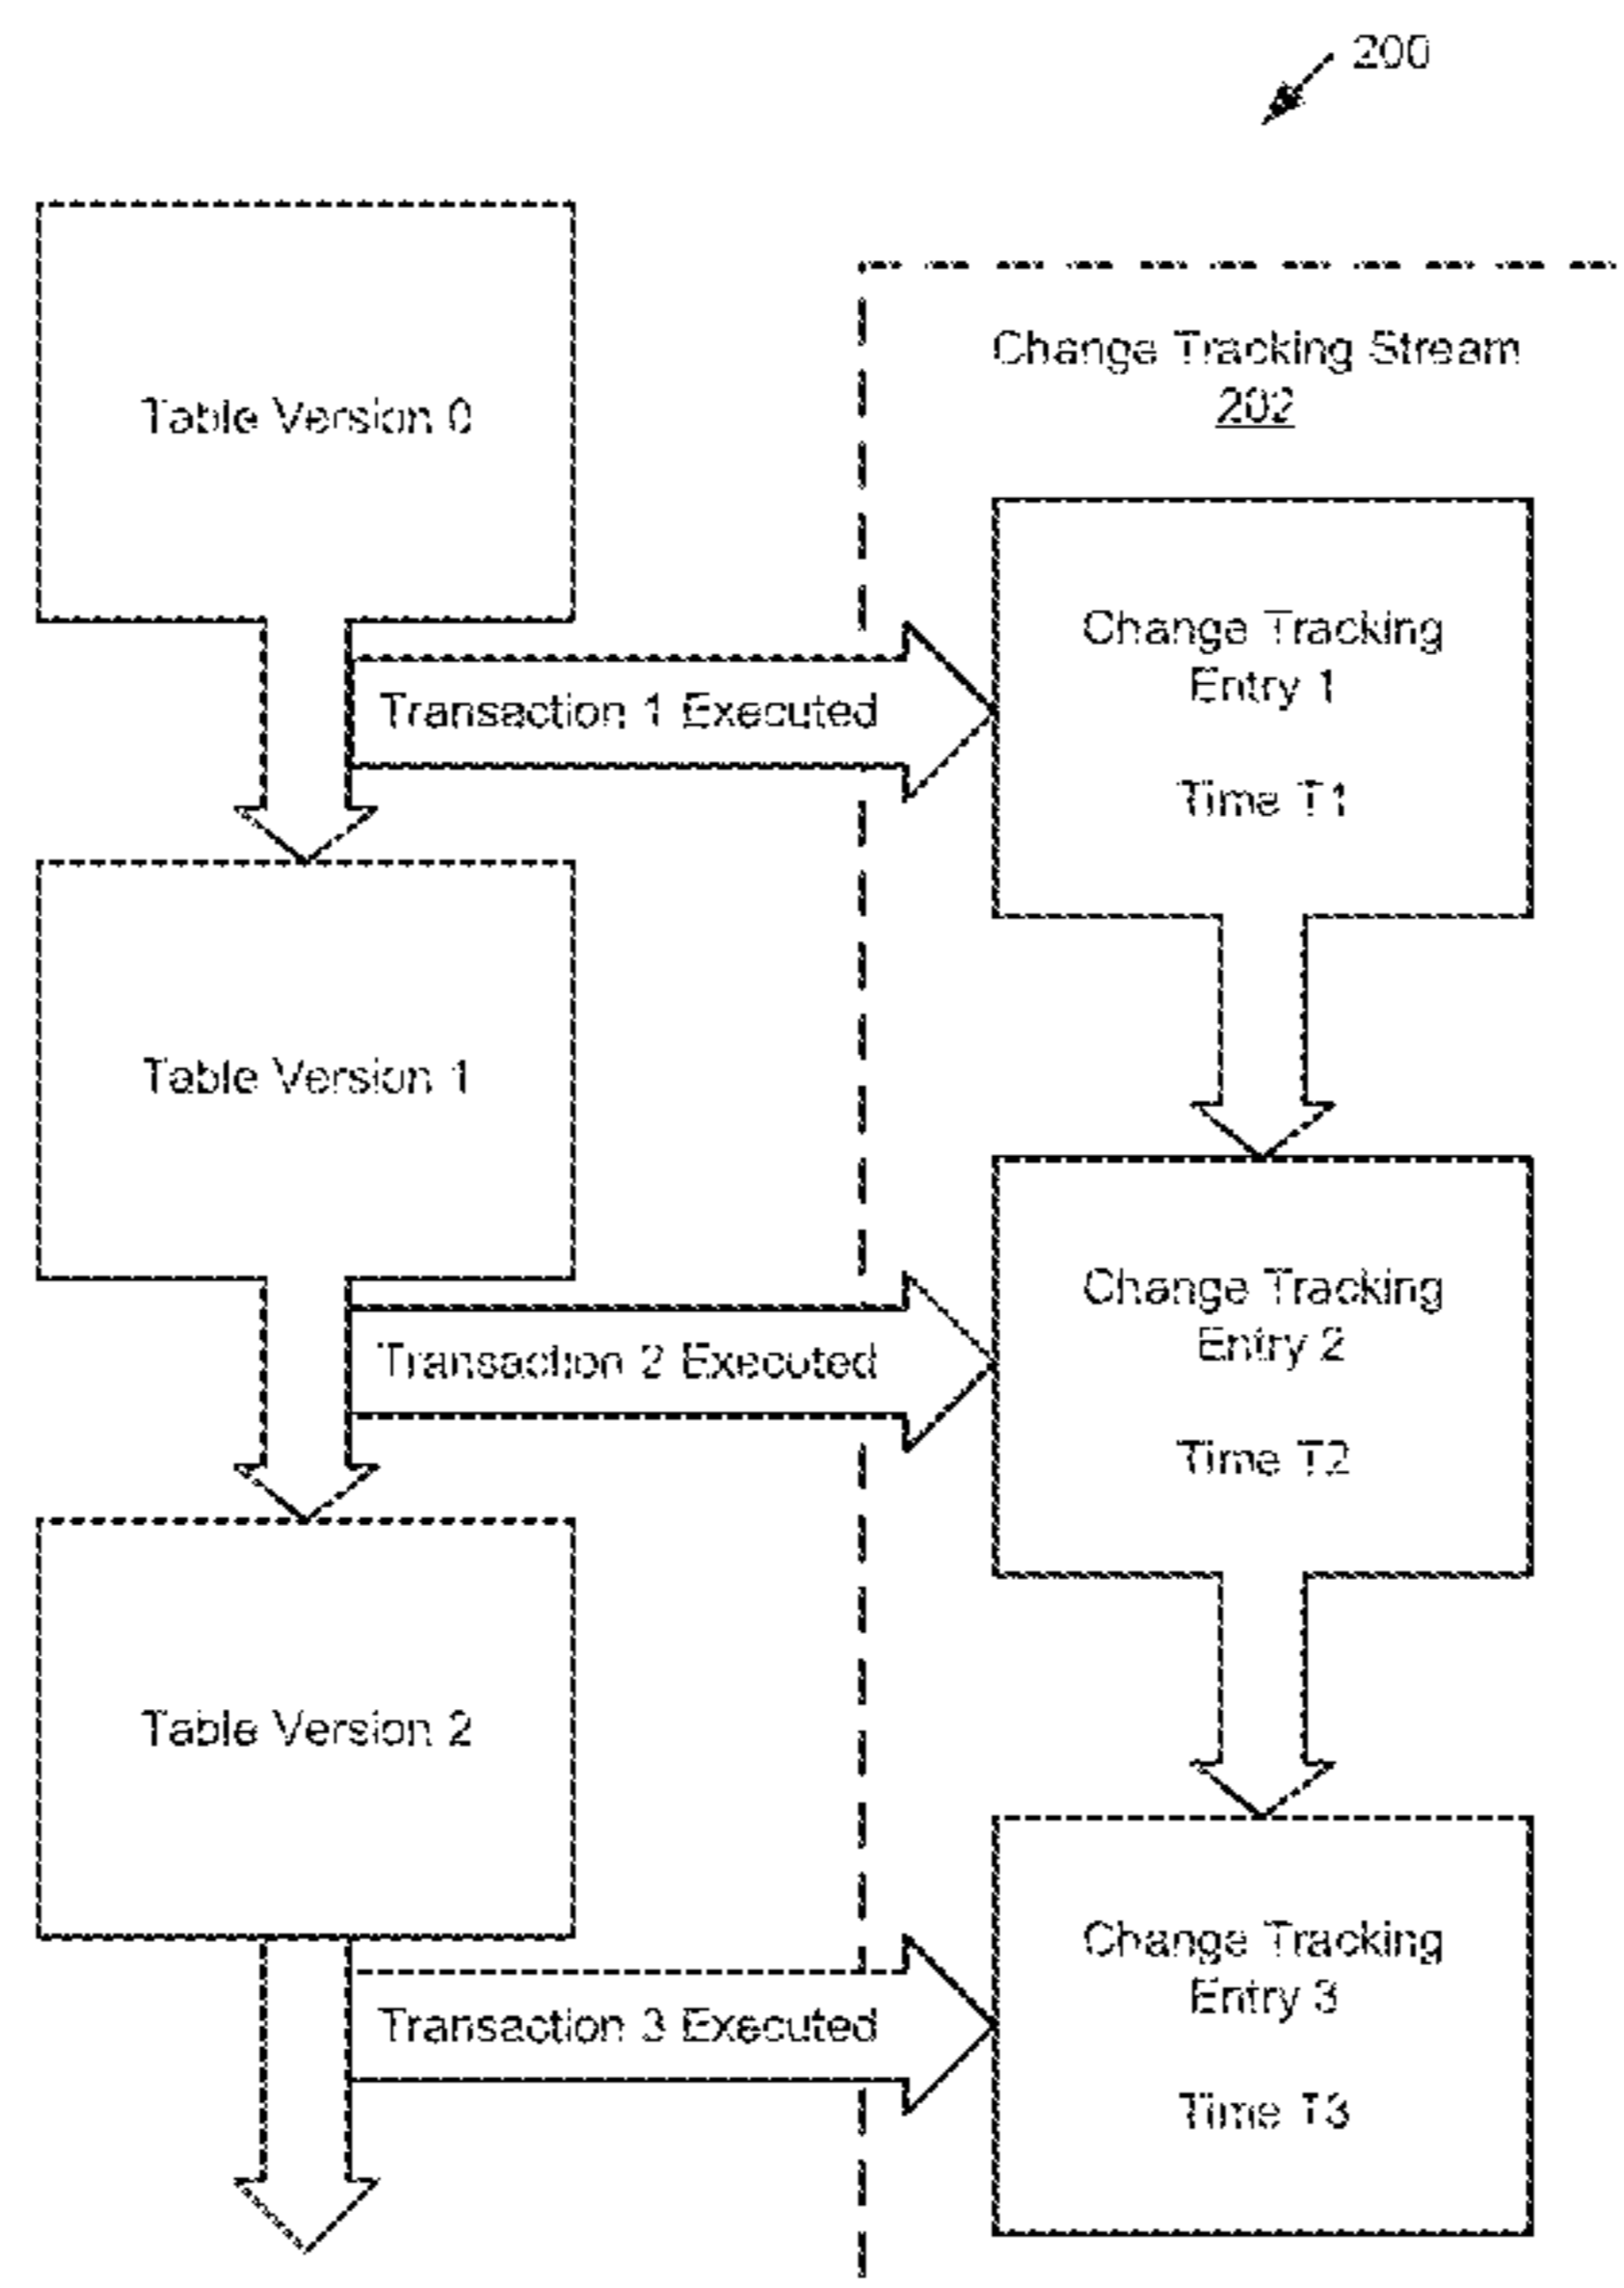 200
Table Version 0
Change Tracking Stream
202
Change Tracking
Entry 1
Time T1
Transaction 1 Executed
Table Version 1
Change Tracking
Entry 2
Time T2
Transaction 2 Executed
Table Version 2
Change Tracking
Entry 3
Time T3
Transaction 3 Executed